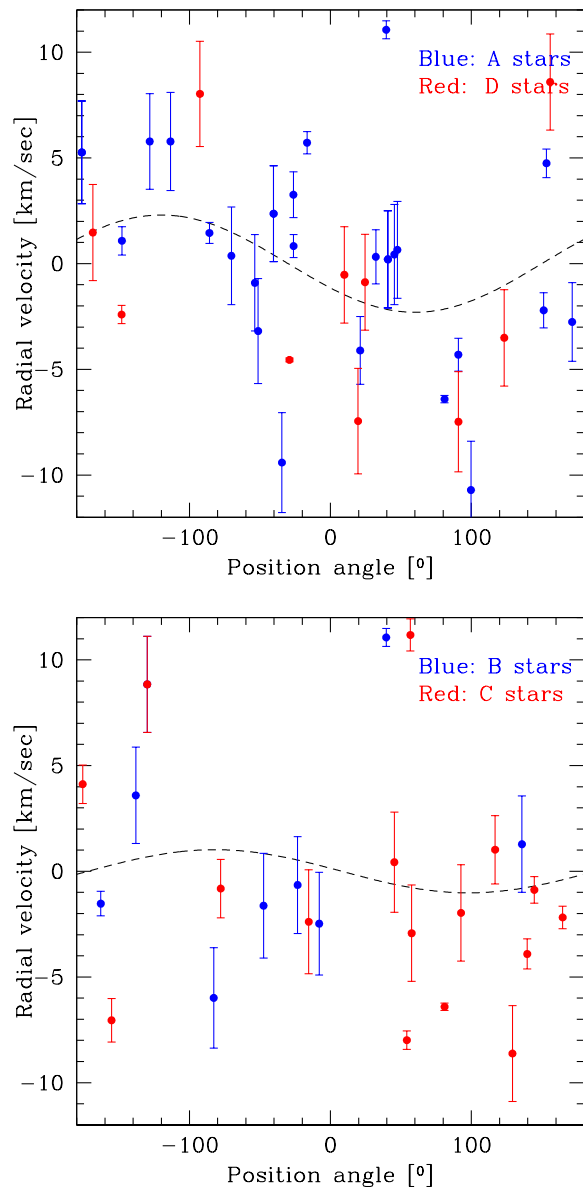 10
5
0
−5
−10
Radial velocity [km/sec]
Blue: A stars
Red: D stars
−100 0 100
Position angle [⁰]
10
5
0
−5
−10
Radial velocity [km/sec]
Blue: B stars
Red: C stars
−100 0 100
Position angle [⁰]